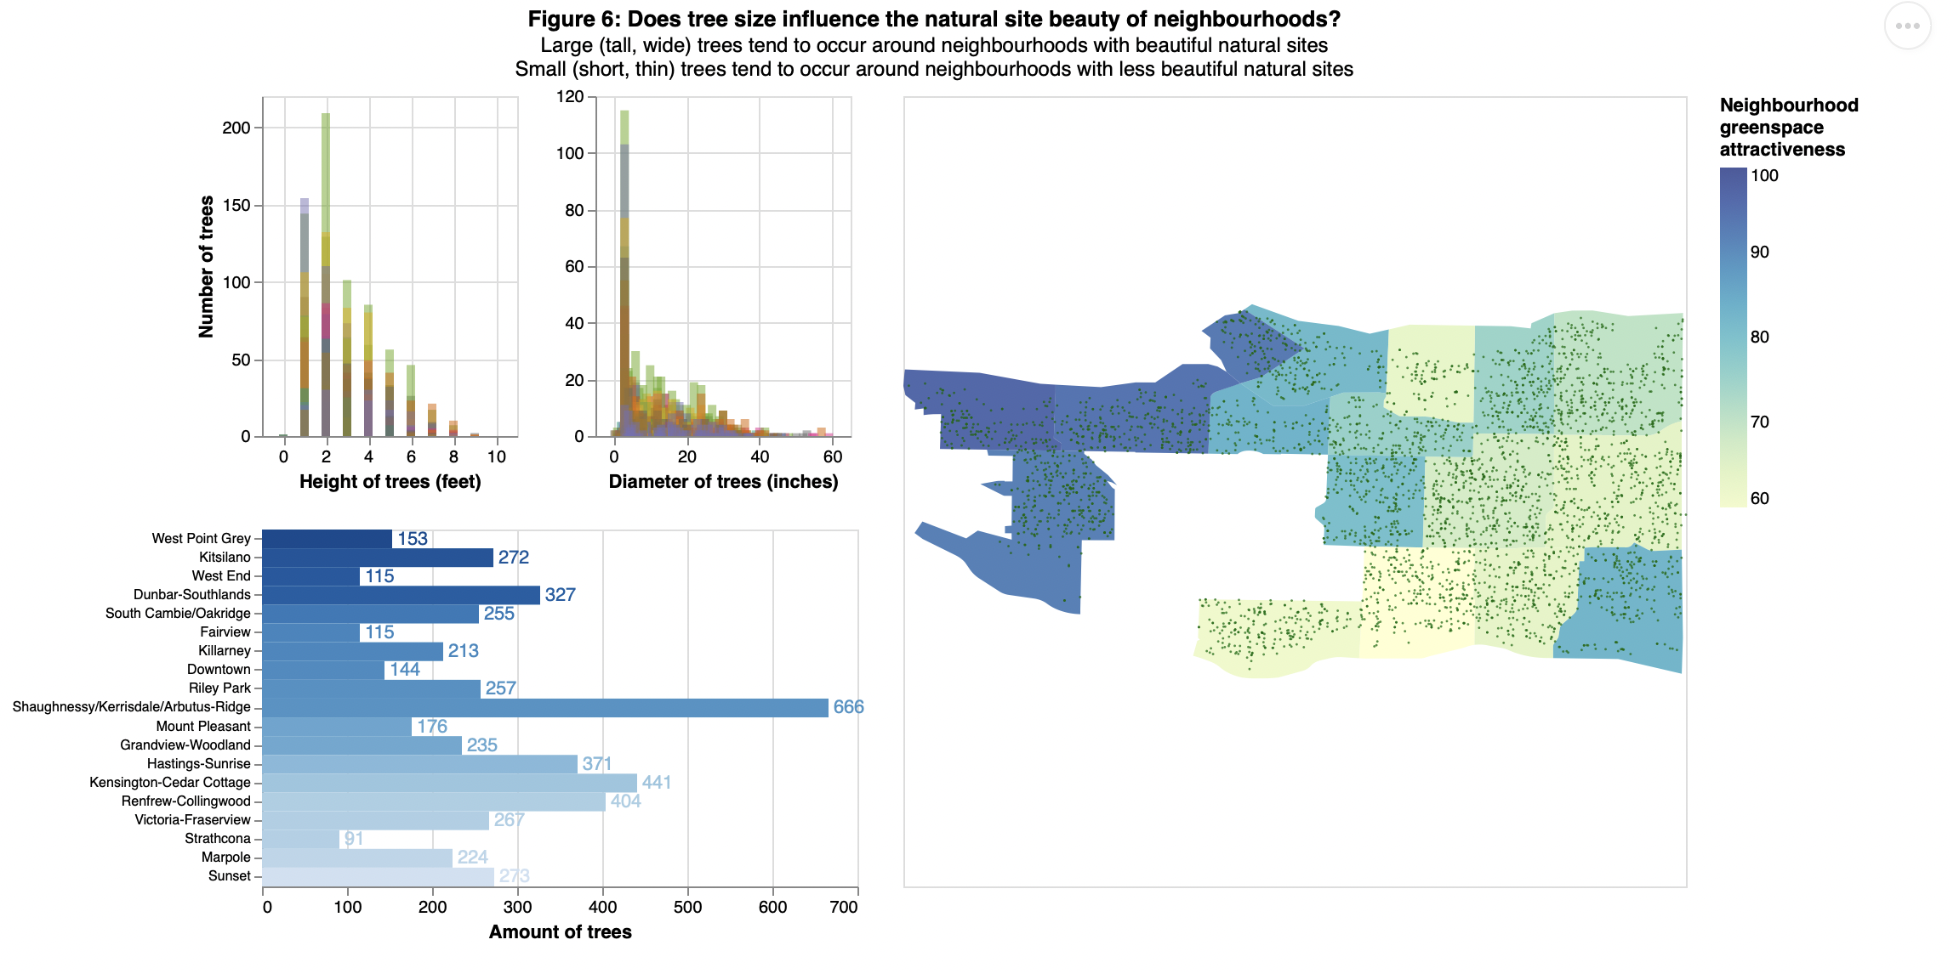 Figure 6: Does tree size influence the natural site beauty of neighbourhoods?
Large (tall, wide) trees tend to occur around neighbourhoods with beautiful natural sites
Small (short, thin) trees tend to occur around neighbourhoods with less beautiful natural sites
Number of trees
200
150
100
50
0
0 2 4 6 8 10
Height of trees (feet)
120
100
80
60
40
20
0
0 20 40 60
Diameter of trees (inches)
Neighbourhood
greenspace
attractiveness
100
90
80
70
60
West Point Grey 153
Kitsilano 272
West End 115
Dunbar-Southlands 327
South Cambie/Oakridge 255
Fairview 115
Killarney 213
Downtown 144
Riley Park 257
Shaughnessy/Kerrisdale/Arbutus-Ridge 666
Mount Pleasant 176
Grandview-Woodland 235
Hastings-Sunrise 371
Kensington-Cedar Cottage 441
Renfrew-Collingwood 404
Victoria-Fraserview 267
Strathcona 91
Marpole 224
Sunset 273
0 100 200 300 400 500 600 700
Amount of trees